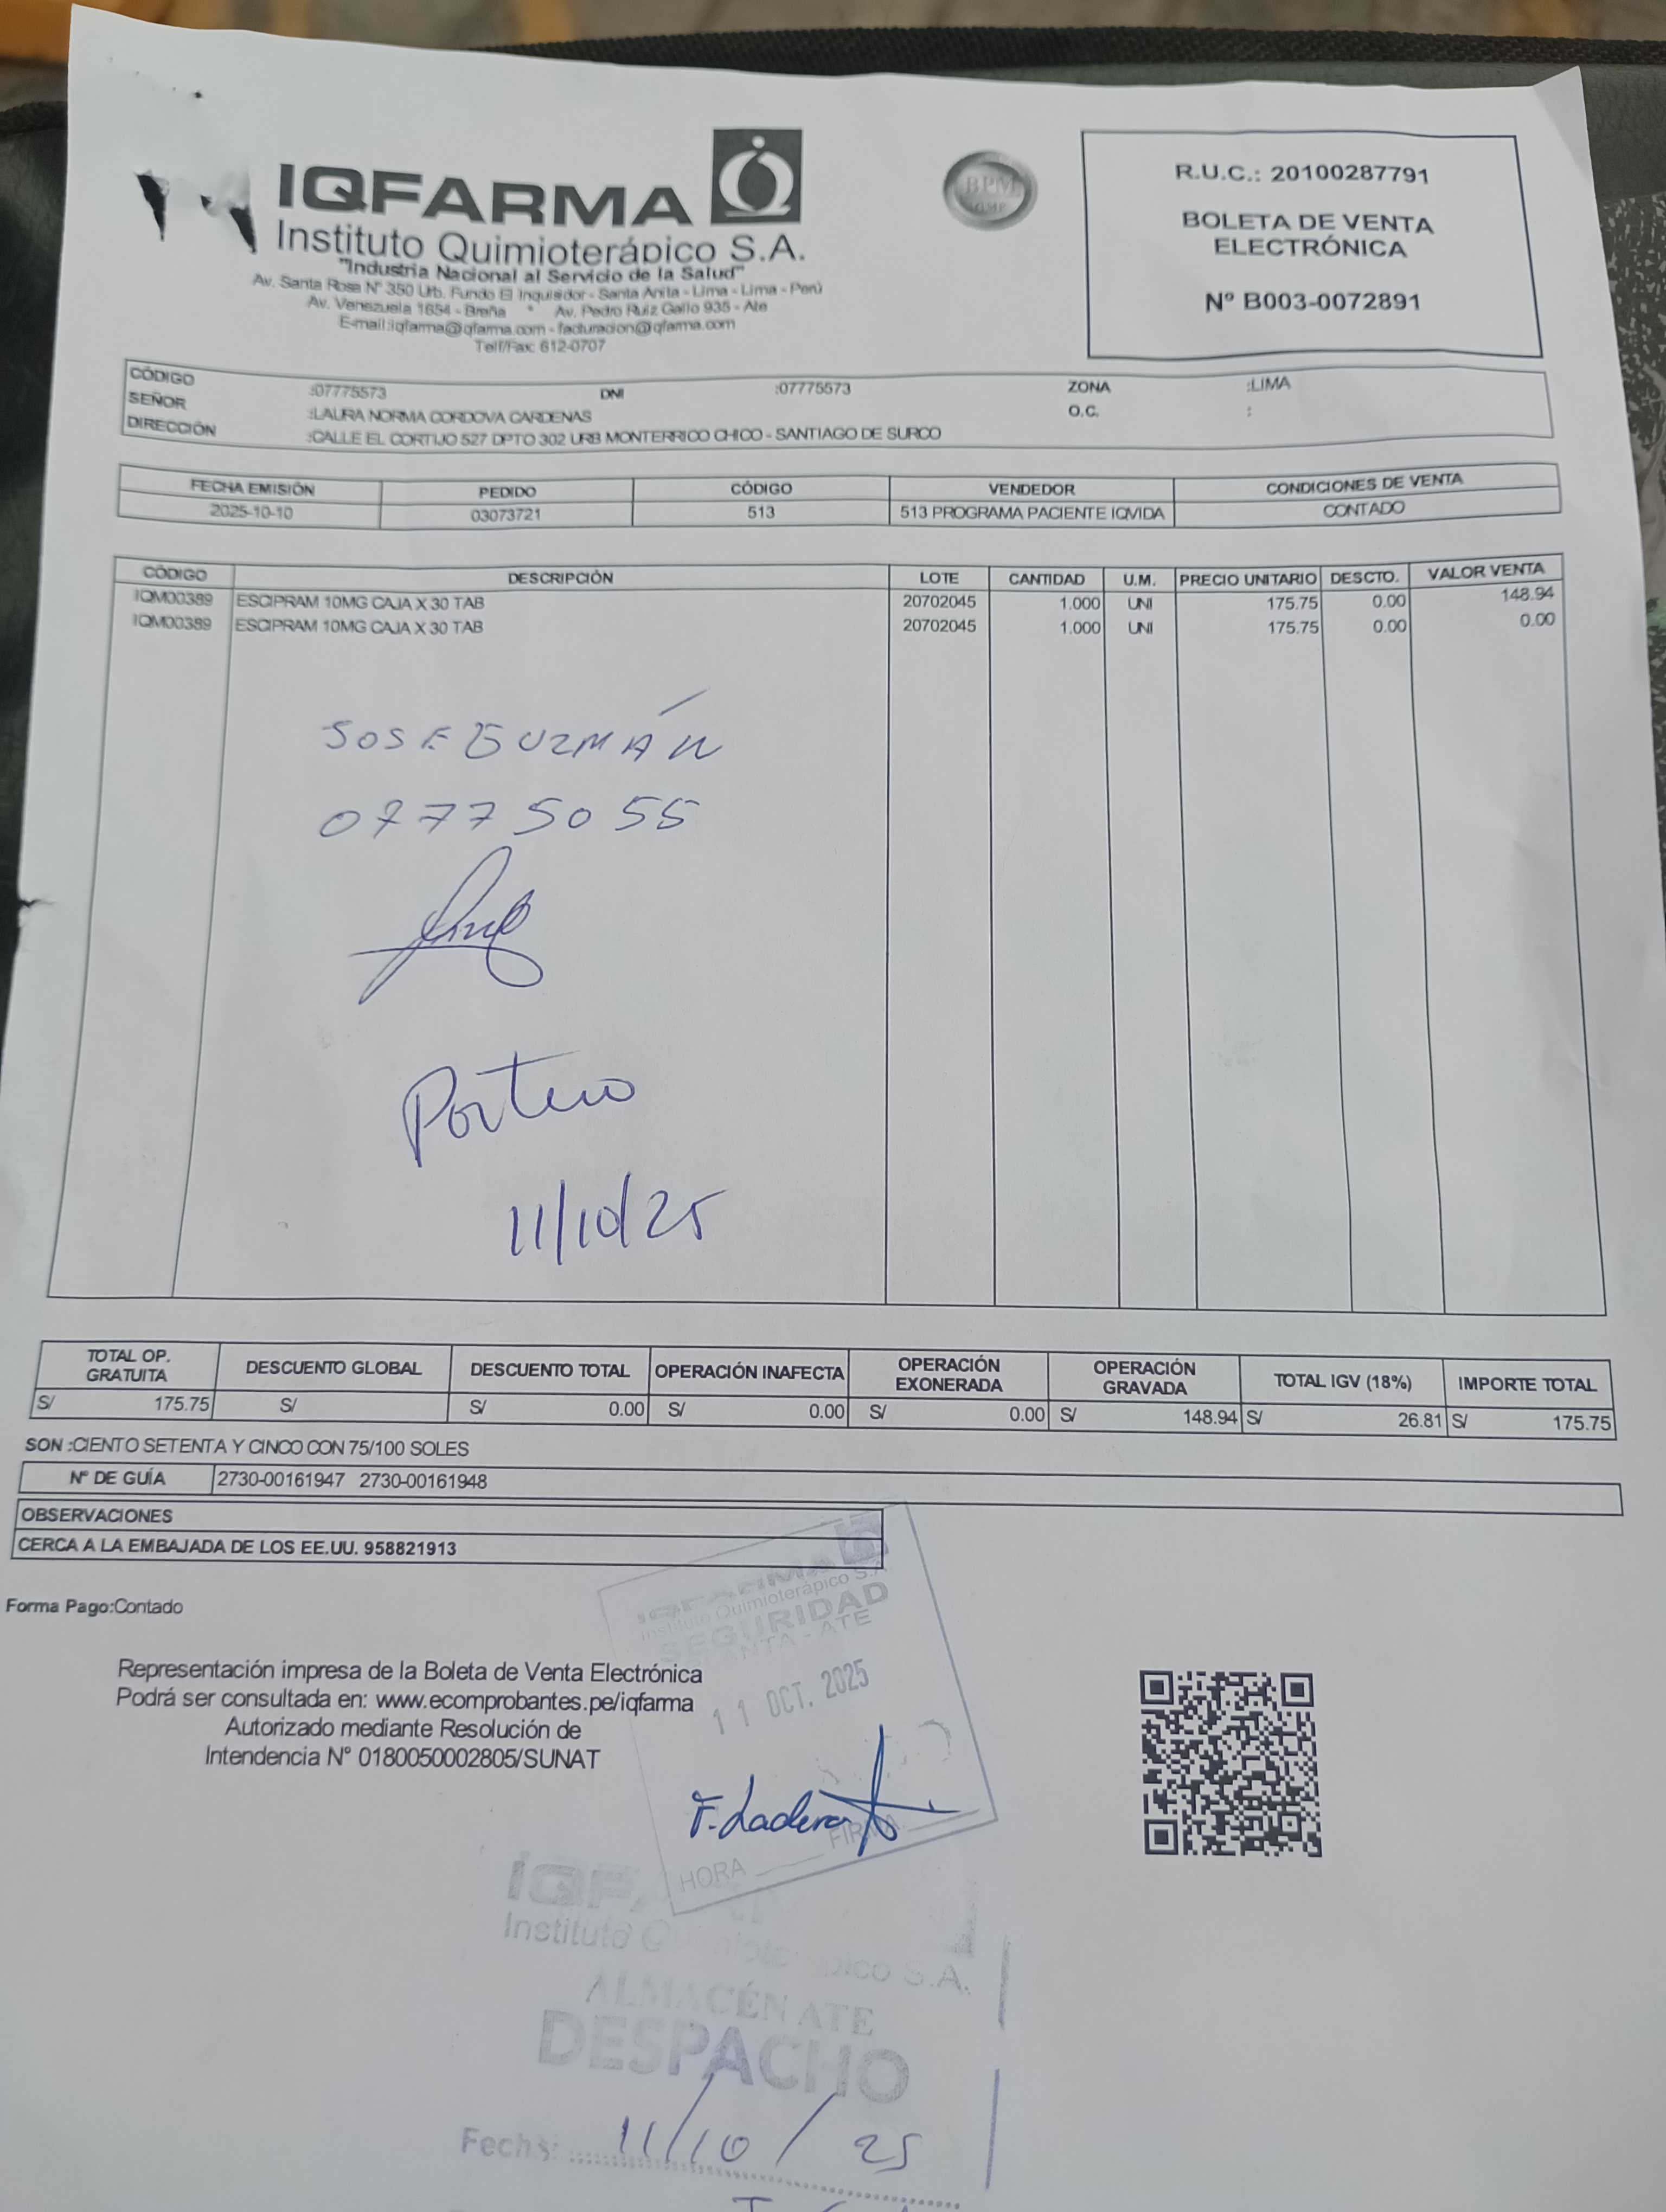 IQFARMA
Instituto Quimioterápico S.A.
"Industria Nacional al Servicio de la Salud"
Av. Santa Rosa Nº 350 Urb. Fundo El Inquisidor - Santa Anita - Lima - Lima - Perú
Av. Venezuela 1654 - Breña * Av. Pedro Ruiz Gallo 935 - Ate
E-mail:iqfarma@iqfarma.com - facturacion@iqfarma.com
Telf/Fax: 612-0707
BPM
GMP
R.U.C.: 20100287791
BOLETA DE VENTA
ELECTRÓNICA
Nº B003-0072891
CÓDIGO :07775573 DNI :07775573 ZONA :LIMA
SEÑOR :LAURA NORMA CORDOVA CARDENAS O.C. :
DIRECCIÓN :CALLE EL CORTIJO 527 DPTO 302 URB MONTERRICO CHICO - SANTIAGO DE SURCO
FECHA EMISIÓN PEDIDO CÓDIGO VENDEDOR CONDICIONES DE VENTA
2025-10-10 03073721 513 513 PROGRAMA PACIENTE IQVIDA CONTADO
CÓDIGO DESCRIPCIÓN LOTE CANTIDAD U.M. PRECIO UNITARIO DESCTO. VALOR VENTA
IQM00389 ESCIPRAM 10MG CAJA X 30 TAB 20702045 1.000 UNI 175.75 0.00 148.94
IQM00389 ESCIPRAM 10MG CAJA X 30 TAB 20702045 1.000 UNI 175.75 0.00 0.00
JOSE GUZMÁN
07775055
Portero
11/10/25
TOTAL OP. GRATUITA DESCUENTO GLOBAL DESCUENTO TOTAL OPERACIÓN INAFECTA OPERACIÓN EXONERADA OPERACIÓN GRAVADA TOTAL IGV (18%) IMPORTE TOTAL
S/ 175.75 S/ S/ 0.00 S/ 0.00 S/ 0.00 S/ 148.94 S/ 26.81 S/ 175.75
SON :CIENTO SETENTA Y CINCO CON 75/100 SOLES
Nº DE GUÍA 2730-00161947 2730-00161948
OBSERVACIONES
CERCA A LA EMBAJADA DE LOS EE.UU. 958821913
Forma Pago:Contado
IQFARMA
Instituto Quimioterápico S.A
SEGURIDAD
PLANTA - ATE
11 OCT. 2025
F. Ladera
HORA FIRMA
Representación impresa de la Boleta de Venta Electrónica
Podrá ser consultada en: www.ecomprobantes.pe/iqfarma
Autorizado mediante Resolución de
Intendencia N° 0180050002805/SUNAT
Instituto Quimioterápico S.A.
ALMACÉN ATE
DESPACHO
Fecha: 11/10/25